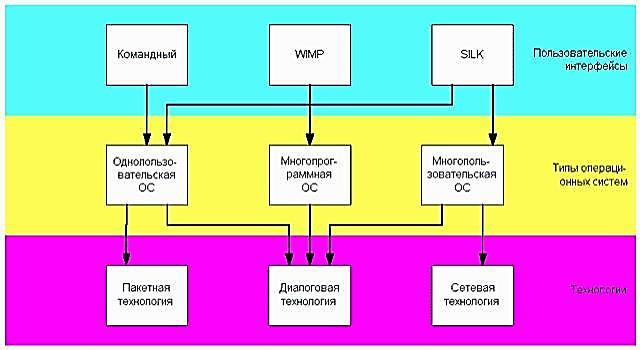 Командный
WIMP
SILK
Пользовательские
интерфейсы
Однопользо-
вательская
ОС
Многопрог-
раммная
ОС
Многополь-
зовательская
ОС
Типы операци-
онных систем
Пакетная
технология
Диалоговая
технология
Сетевая
технология
Технологии